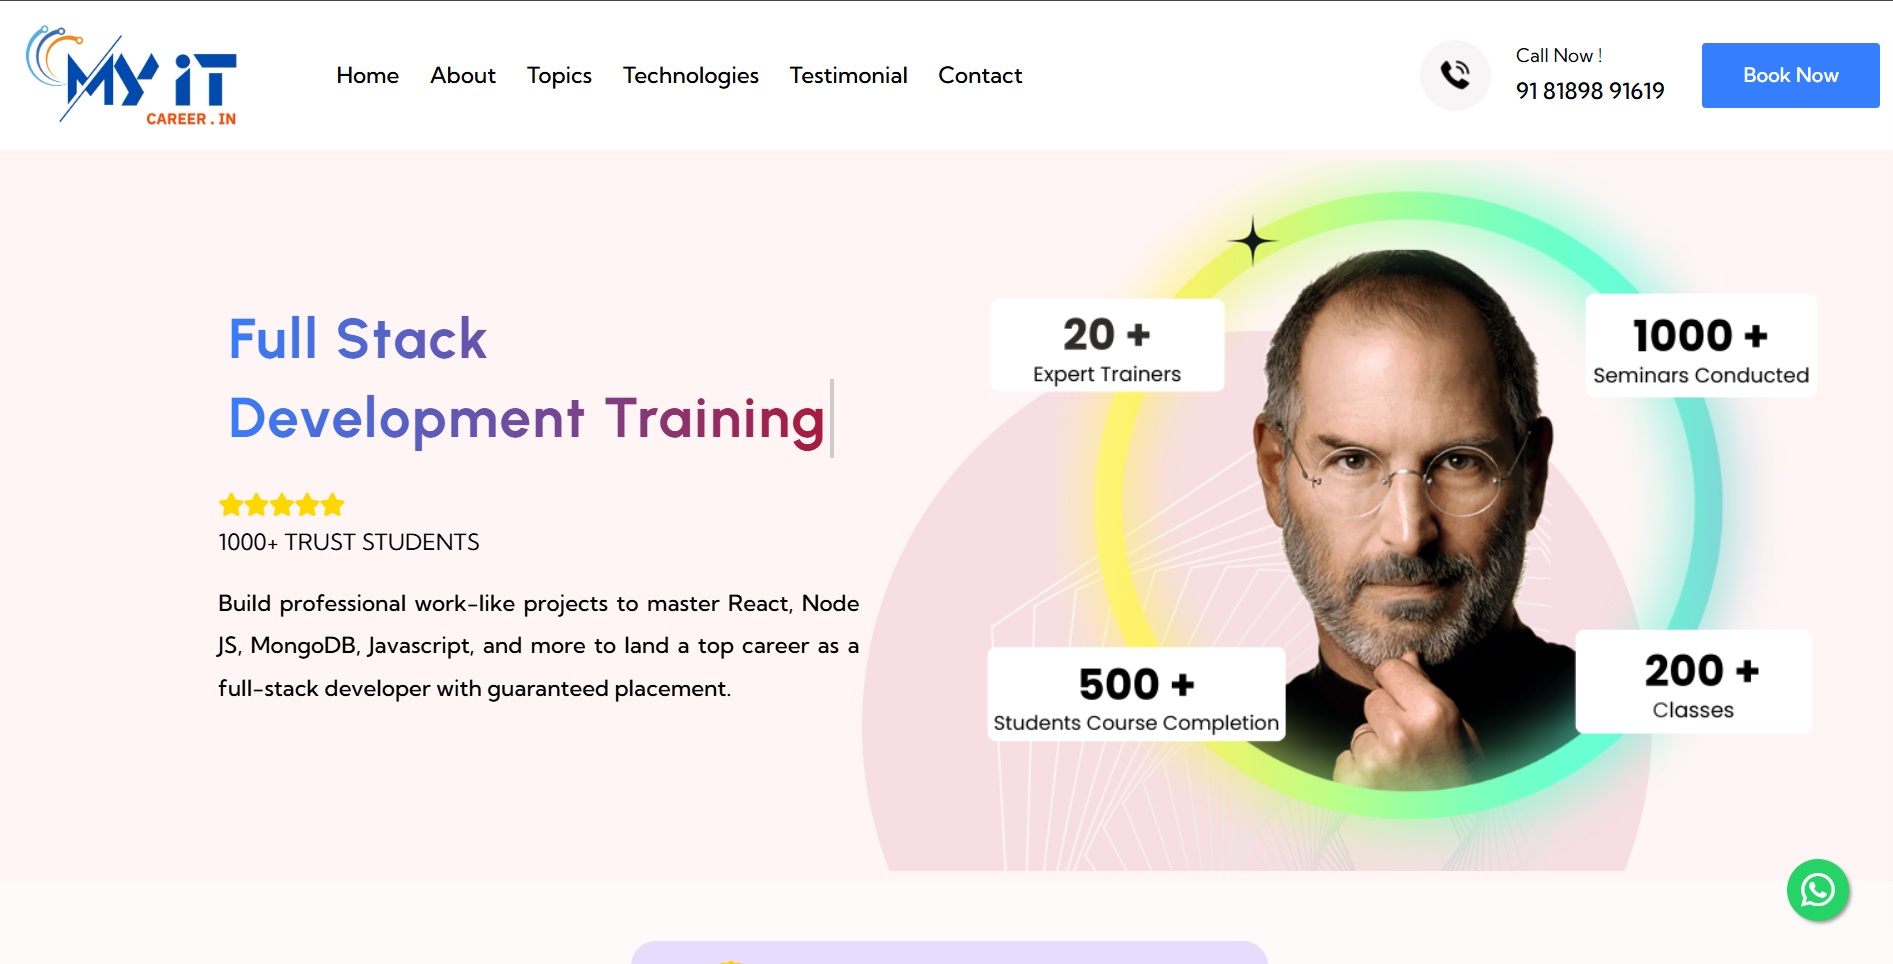 MY iT
CAREER . IN
Home
About
Topics
Technologies
Testimonial
Contact
Call Now !
91 81898 91619
Book Now
Full Stack
Development Training
1000+ TRUST STUDENTS
Build professional work-like projects to master React, Node
JS, MongoDB, Javascript, and more to land a top career as a
full-stack developer with guaranteed placement.
20 +
Expert Trainers
1000 +
Seminars Conducted
500 +
Students Course Completion
200 +
Classes